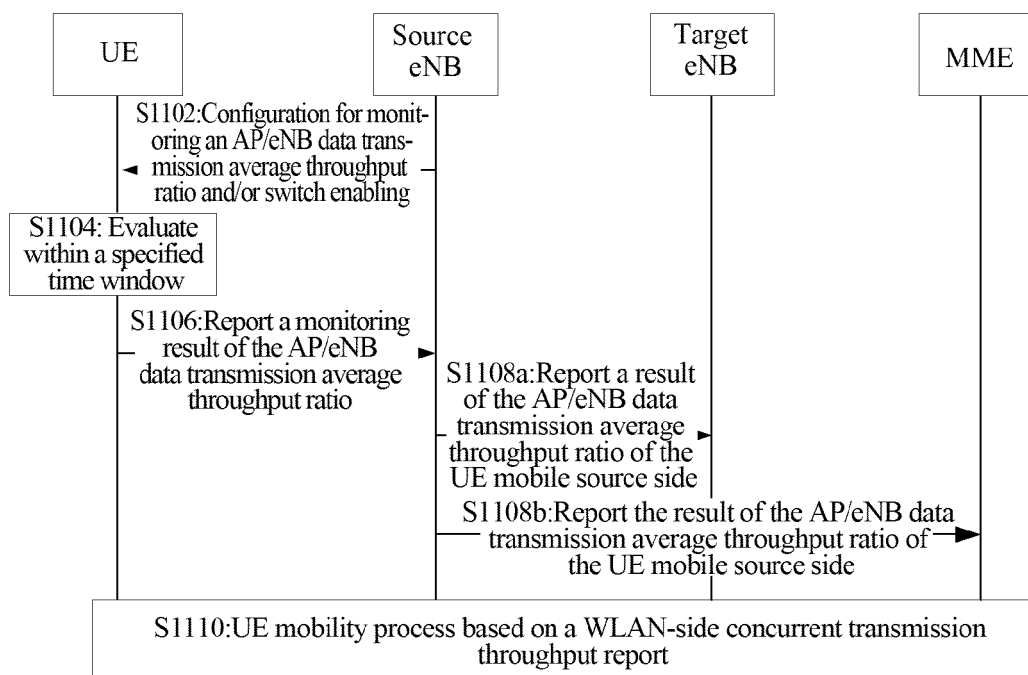 UE
Source
eNB
Target
eNB
MME
S1102:Configuration for monit-
oring an AP/eNB data trans-
mission average throughput
ratio and/or switch enabling
S1104: Evaluate
within a specified
time window
S1106:Report a monitoring
result of the AP/eNB
data transmission average
throughput ratio
S1108a:Report a result
of the AP/eNB data
transmission average
throughput ratio of the
UE mobile source side
S1108b:Report the result of the AP/eNB data
transmission average throughput ratio of
the UE mobile source side
S1110:UE mobility process based on a WLAN-side concurrent transmission
throughput report